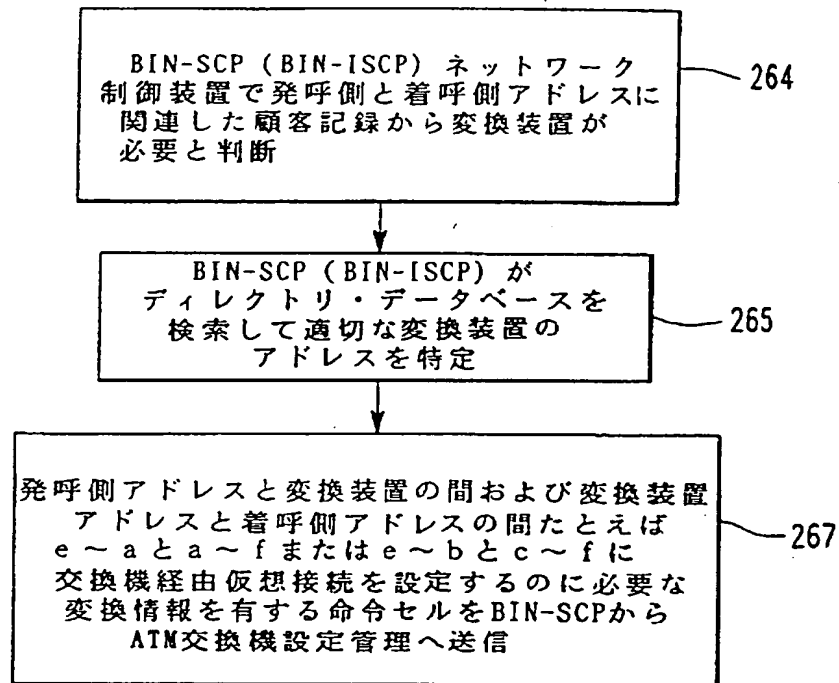 BIN-SCP (BIN-ISCP) ネットワーク
制御装置で発呼側と着呼側アドレスに
関連した顧客記録から変換装置が
必要と判断
264
BIN-SCP (BIN-ISCP) が
ディレクトリ・データベースを
検索して適切な変換装置の
アドレスを特定
265
発呼側アドレスと変換装置の間および変換装置
アドレスと着呼側アドレスの間たとえば
e～aとa～fまたはe～bとc～fに
交換機経由仮想接続を設定するのに必要な
変換情報を有する命令セルをBIN-SCPから
ATM交換機設定管理へ送信
267